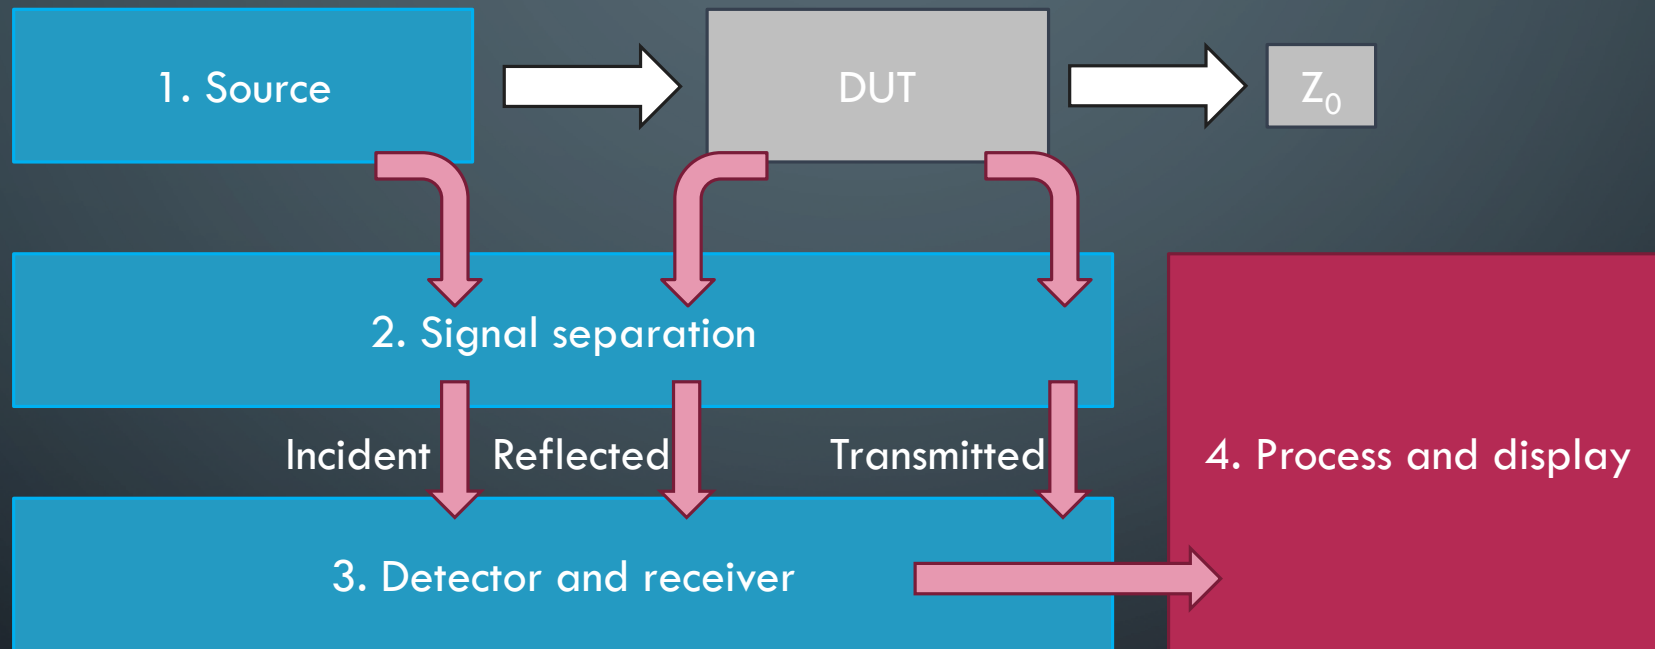 1. Source
DUT
Z₀
2. Signal separation
Incident
Reflected
Transmitted
4. Process and display
3. Detector and receiver